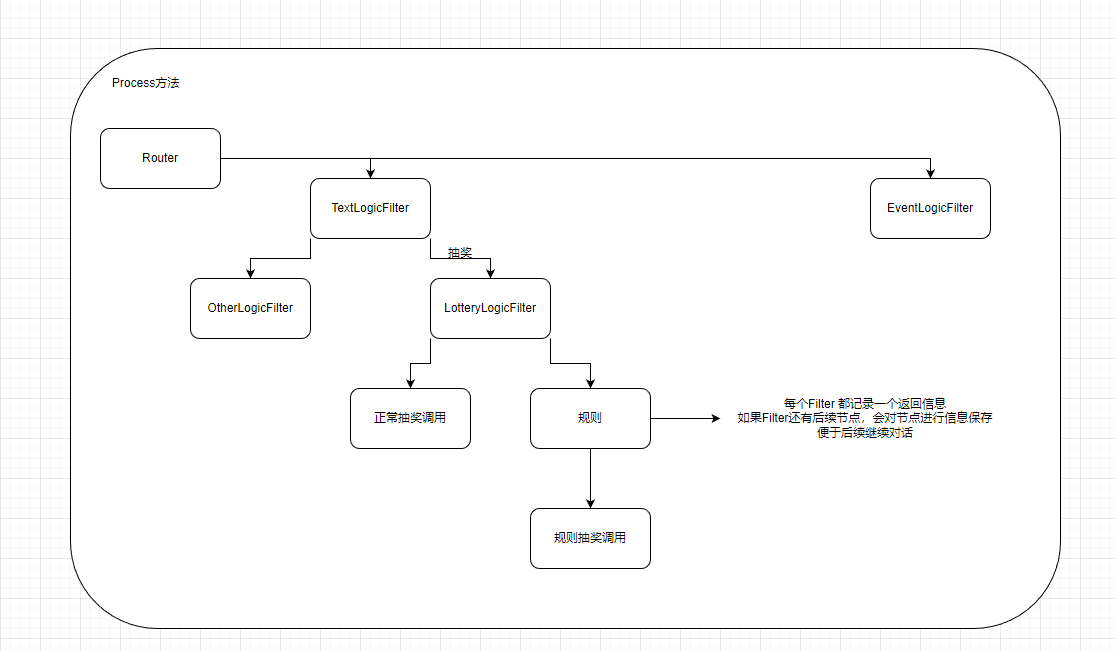 Process方法
Router
TextLogicFilter
EventLogicFilter
抽奖
OtherLogicFilter
LotteryLogicFilter
正常抽奖调用
规则
每个Filter 都记录一个返回信息
如果Filter还有后续节点，会对节点进行信息保存
便于后续继续对话
规则抽奖调用